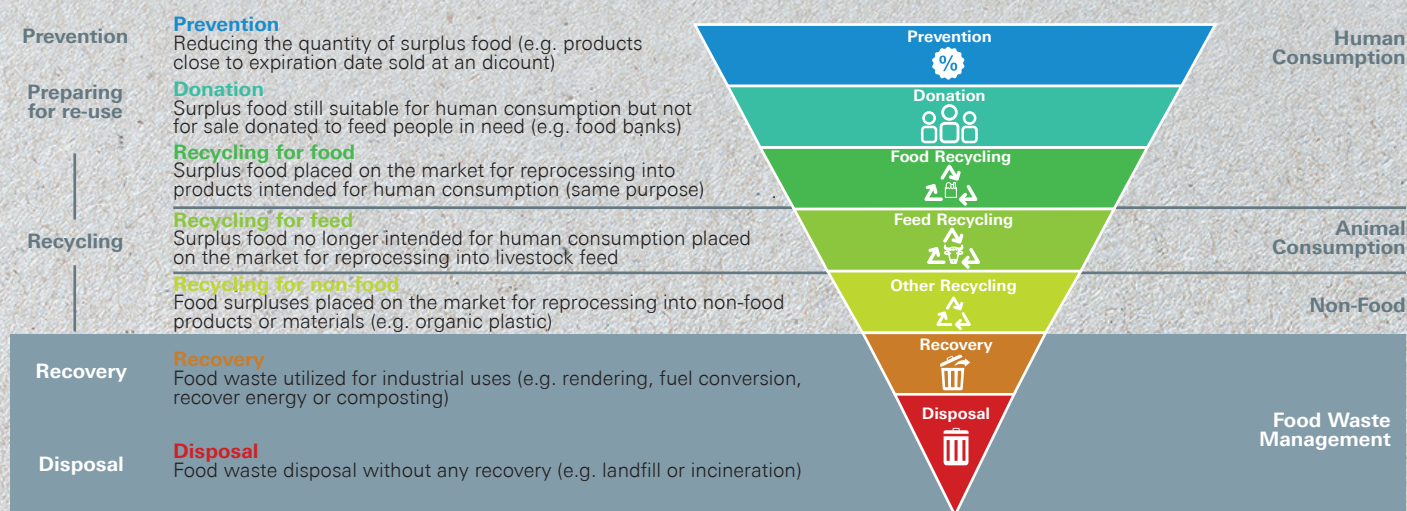 Prevention
Prevention
Reducing the quantity of surplus food (e.g. products
close to expiration date sold at an dicount)
Preparing
for re-use
Donation
Surplus food still suitable for human consumption but not
for sale donated to feed people in need (e.g. food banks)
Recycling for food
Surplus food placed on the market for reprocessing into
products intended for human consumption (same purpose)
Recycling
Recycling for feed
Surplus food no longer intended for human consumption placed
on the market for reprocessing into livestock feed
Recycling for non-food
Food surpluses placed on the market for reprocessing into non-food
products or materials (e.g. organic plastic)
Recovery
Recovery
Food waste utilized for industrial uses (e.g. rendering, fuel conversion,
recover energy or composting)
Disposal
Disposal
Food waste disposal without any recovery (e.g. landfill or incineration)
Prevention
%
Donation
Food Recycling
Feed Recycling
Other Recycling
Recovery
Disposal
Human
Consumption
Animal
Consumption
Non-Food
Food Waste
Management